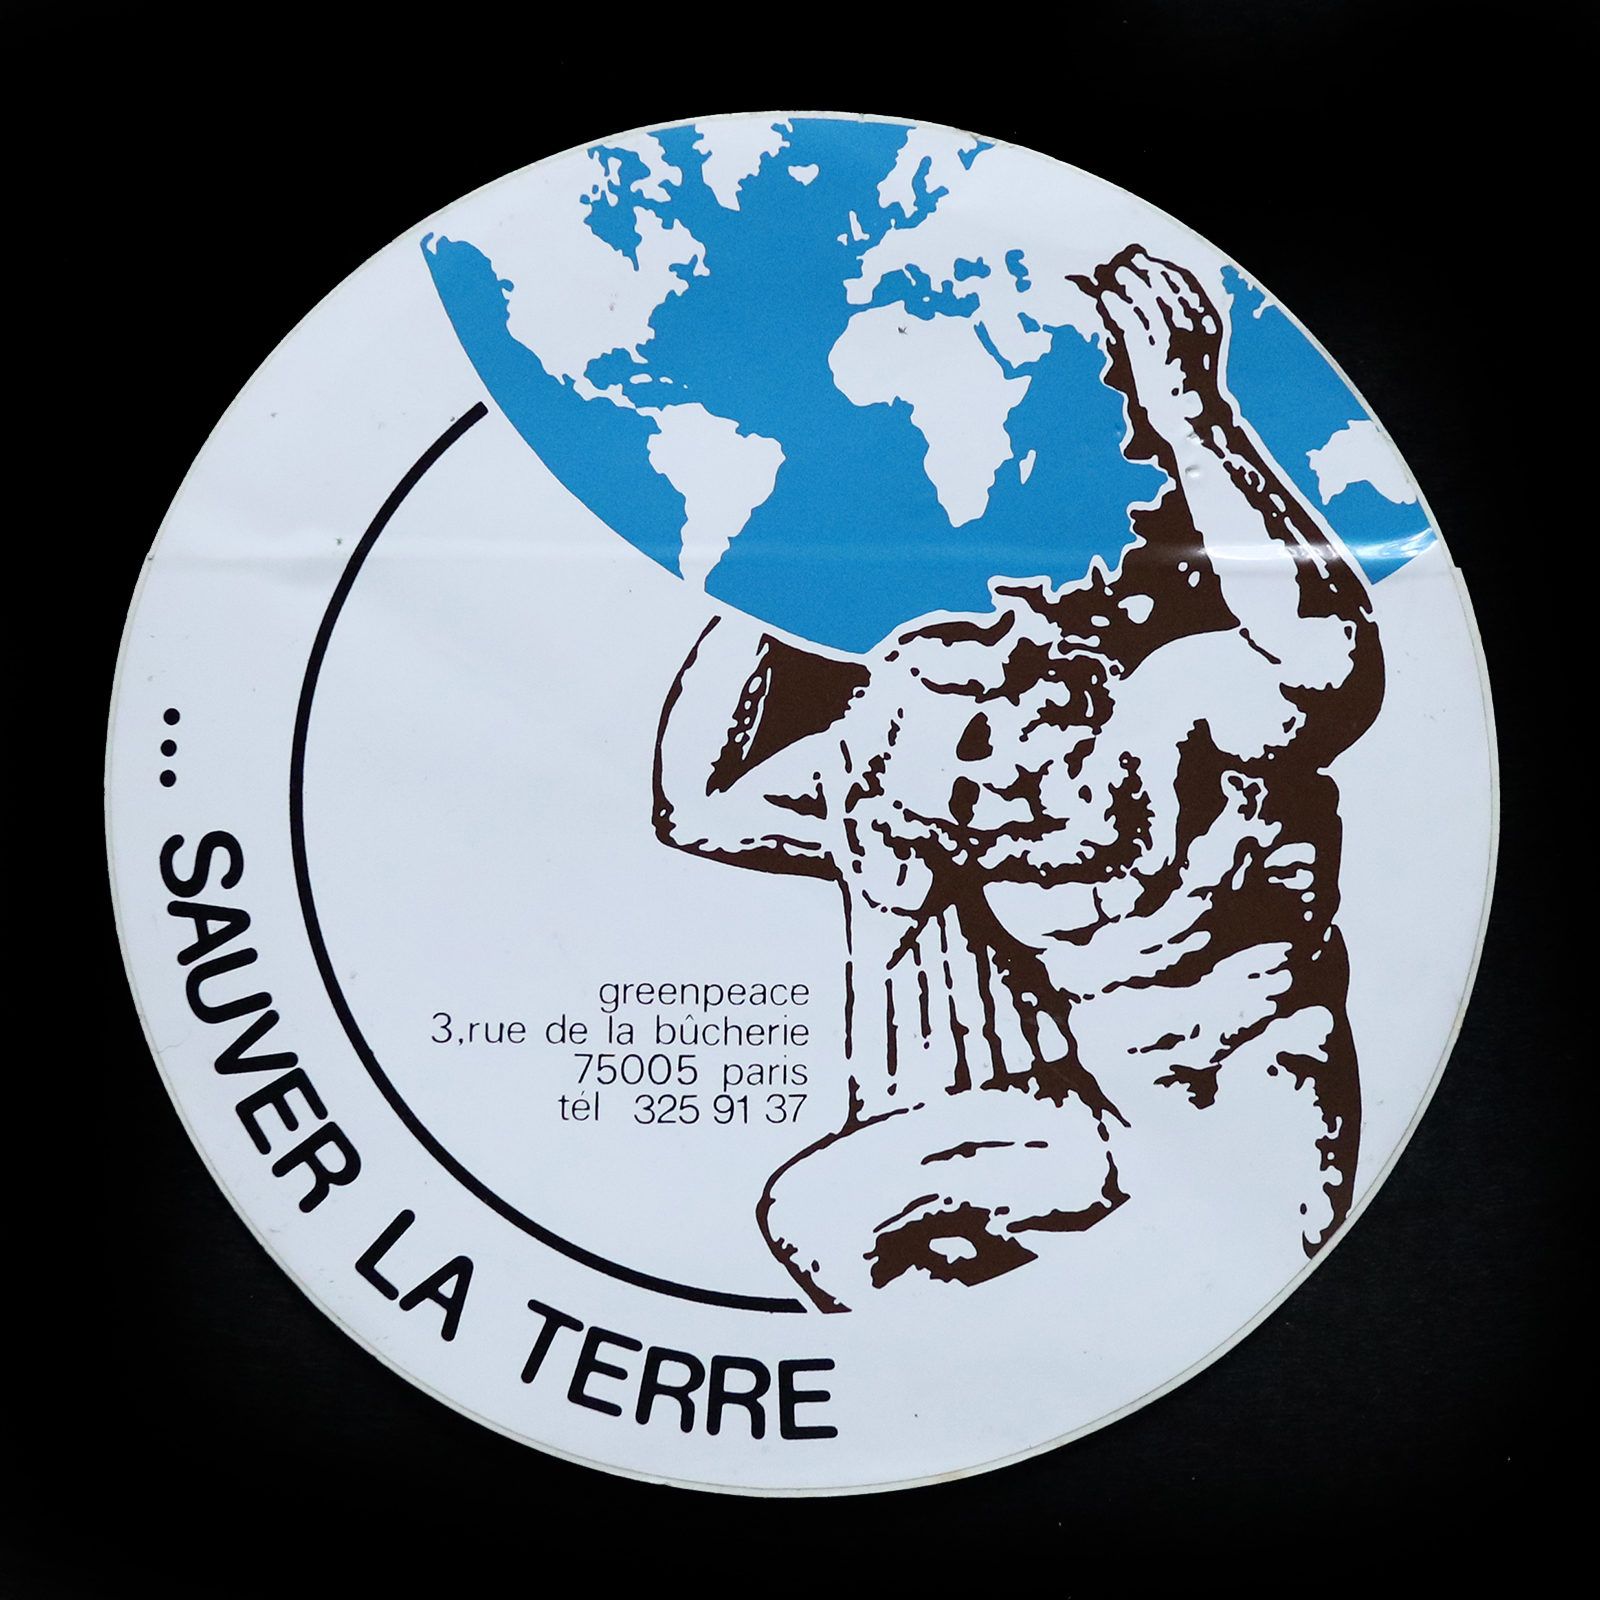 ... SAUVER LA TERRE
greenpeace
3,rue de la bûcherie
75005 paris
tél 325 91 37